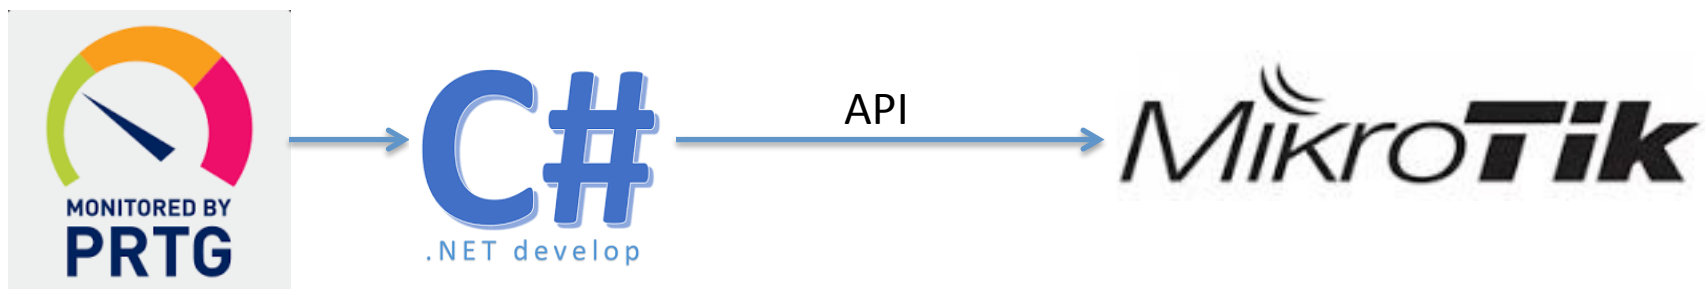 MONITORED BY
PRTG
C#
.NET develop
API
MikroTik